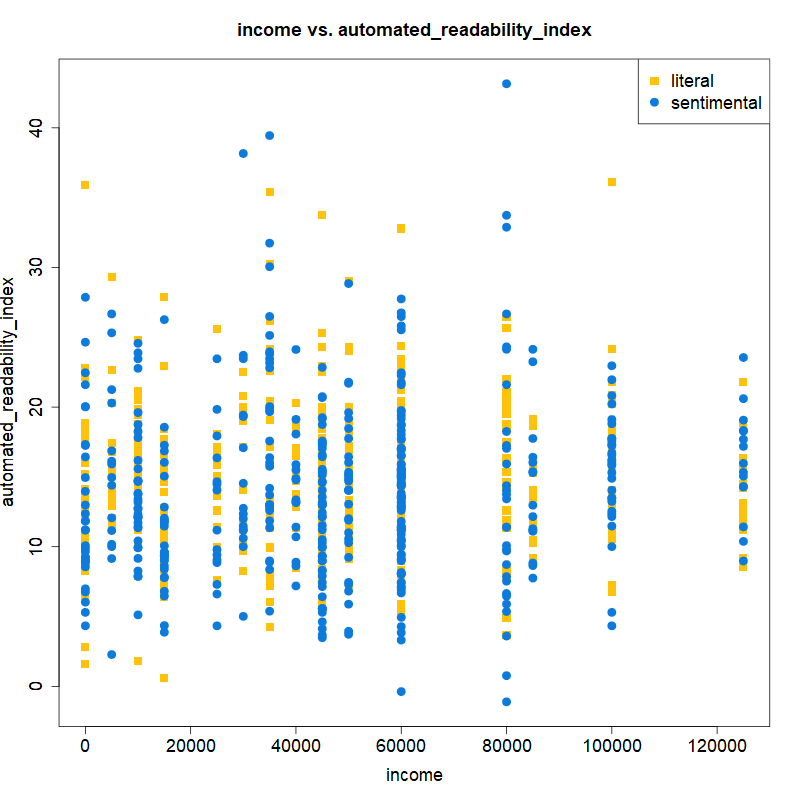 income vs. automated_readability_index
literal
sentimental
automated_readability_index
40
30
20
10
0
0 20000 40000 60000 80000 100000 120000
income